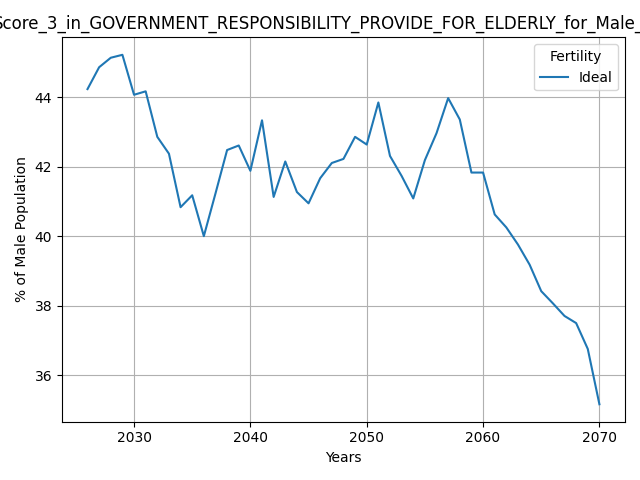 Score_3_in_GOVERNMENT_RESPONSIBILITY_PROVIDE_FOR_ELDERLY_for_Male_
Fertility
Ideal
44
42
40
38
36
% of Male Population
2030 2040 2050 2060 2070
Years